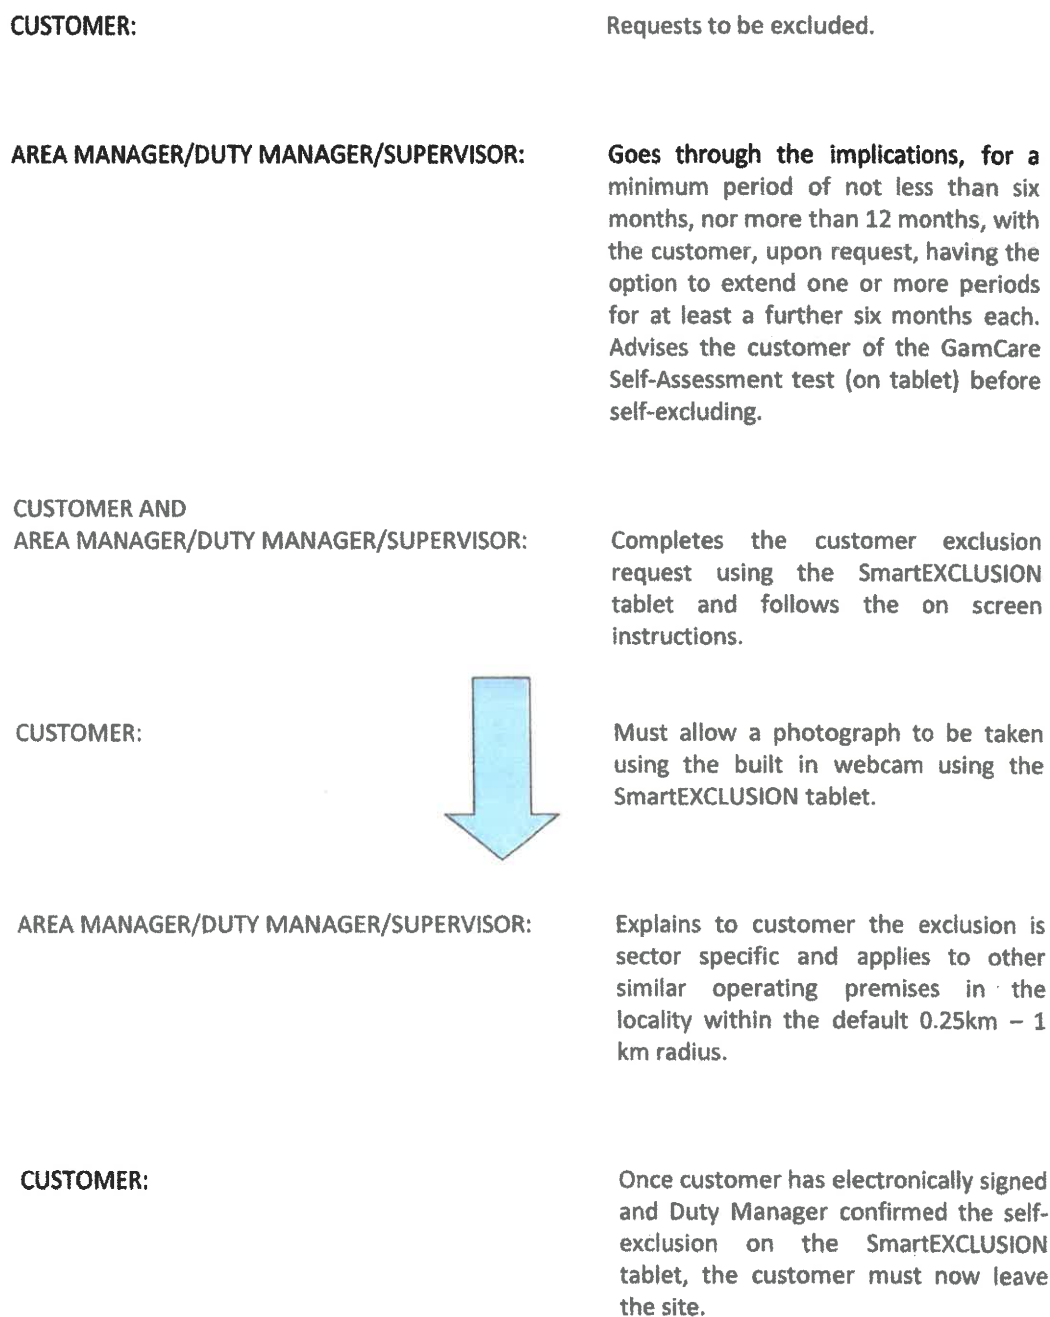 CUSTOMER: Requests to be excluded.
AREA MANAGER/DUTY MANAGER/SUPERVISOR: Goes through the implications, for a
minimum period of not less than six
months, nor more than 12 months, with
the customer, upon request, having the
option to extend one or more periods
for at least a further six months each.
Advises the customer of the GamCare
Self-Assessment test (on tablet) before
self-excluding.
CUSTOMER AND
AREA MANAGER/DUTY MANAGER/SUPERVISOR: Completes the customer exclusion
request using the SmartEXCLUSION
tablet and follows the on screen
instructions.
CUSTOMER: Must allow a photograph to be taken
using the built in webcam using the
SmartEXCLUSION tablet.
AREA MANAGER/DUTY MANAGER/SUPERVISOR: Explains to customer the exclusion is
sector specific and applies to other
similar operating premises in the
locality within the default 0.25km – 1
km radius.
CUSTOMER: Once customer has electronically signed
and Duty Manager confirmed the self-
exclusion on the SmartEXCLUSION
tablet, the customer must now leave
the site.